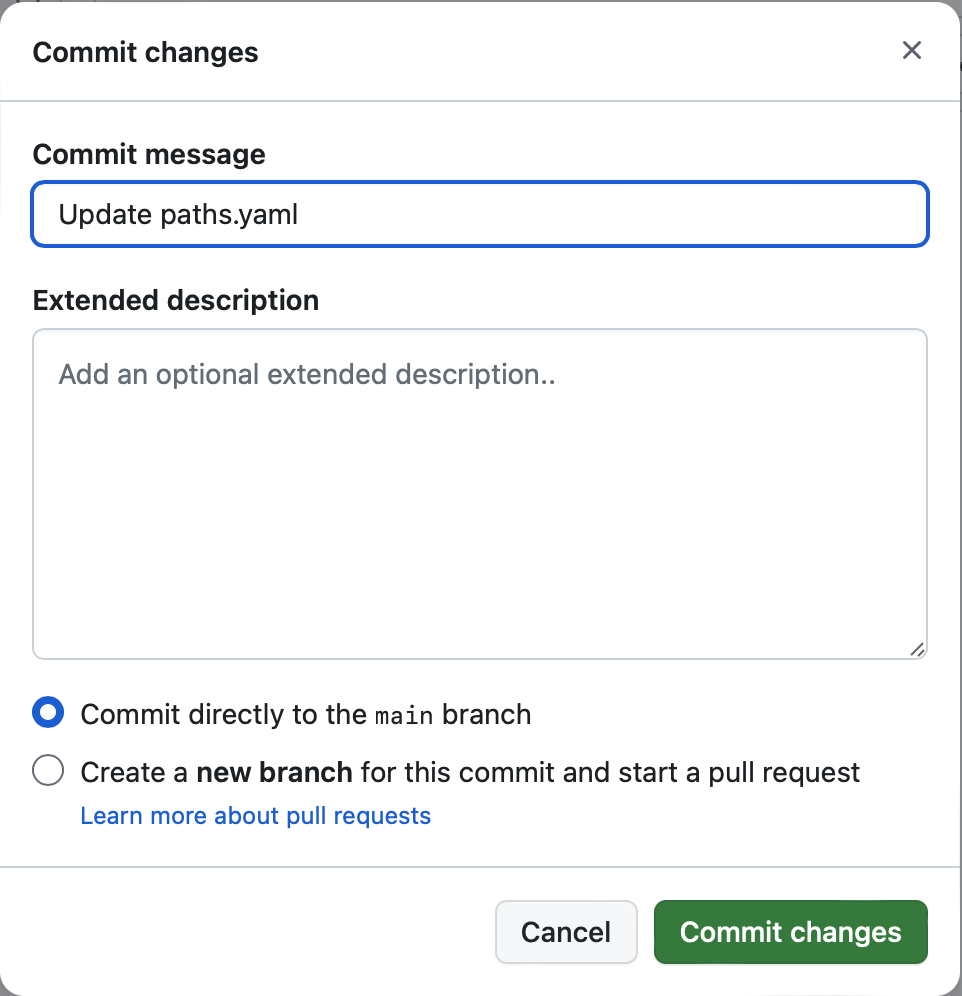 Commit changes
Commit message
Update paths.yaml
Extended description
Add an optional extended description..
Commit directly to the main branch
Create a new branch for this commit and start a pull request
Learn more about pull requests
Cancel
Commit changes